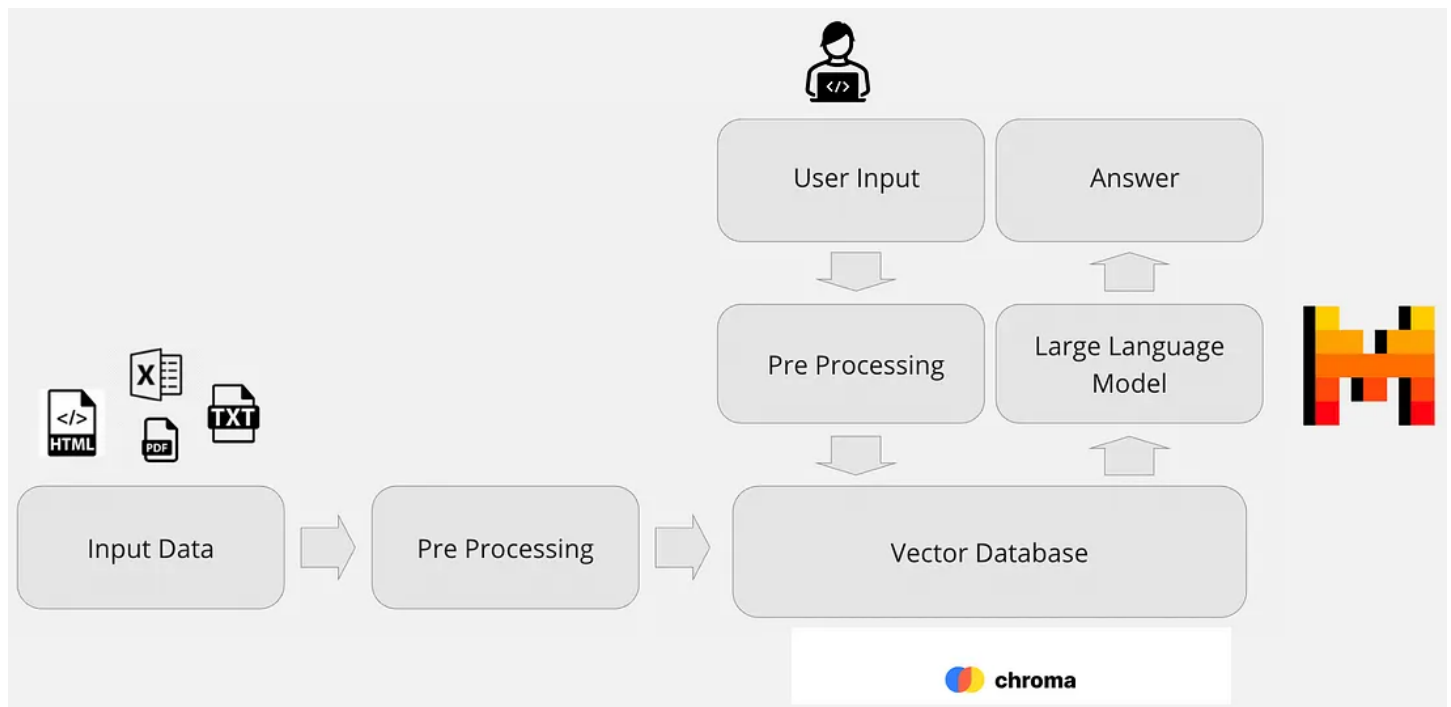 </>
User Input
Answer
Pre Processing
Large Language
Model
X
</>
HTML
PDF
TXT
Input Data
Pre Processing
Vector Database
chroma